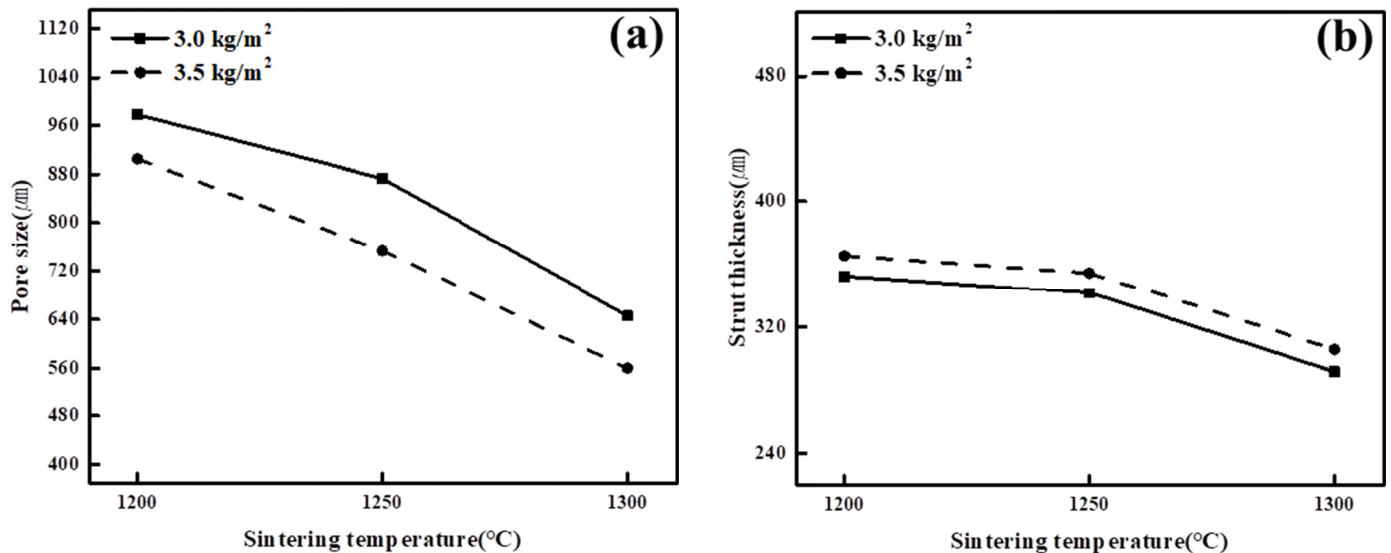 (a)
3.0 kg/m²
3.5 kg/m²
Pore size(㎛)
1120
1040
960
880
800
720
640
560
480
400
1200 1250 1300
Sintering temperature(°C)
(b)
3.0 kg/m²
3.5 kg/m²
Strut thickness(㎛)
480
400
320
240
1200 1250 1300
Sintering temperature(°C)